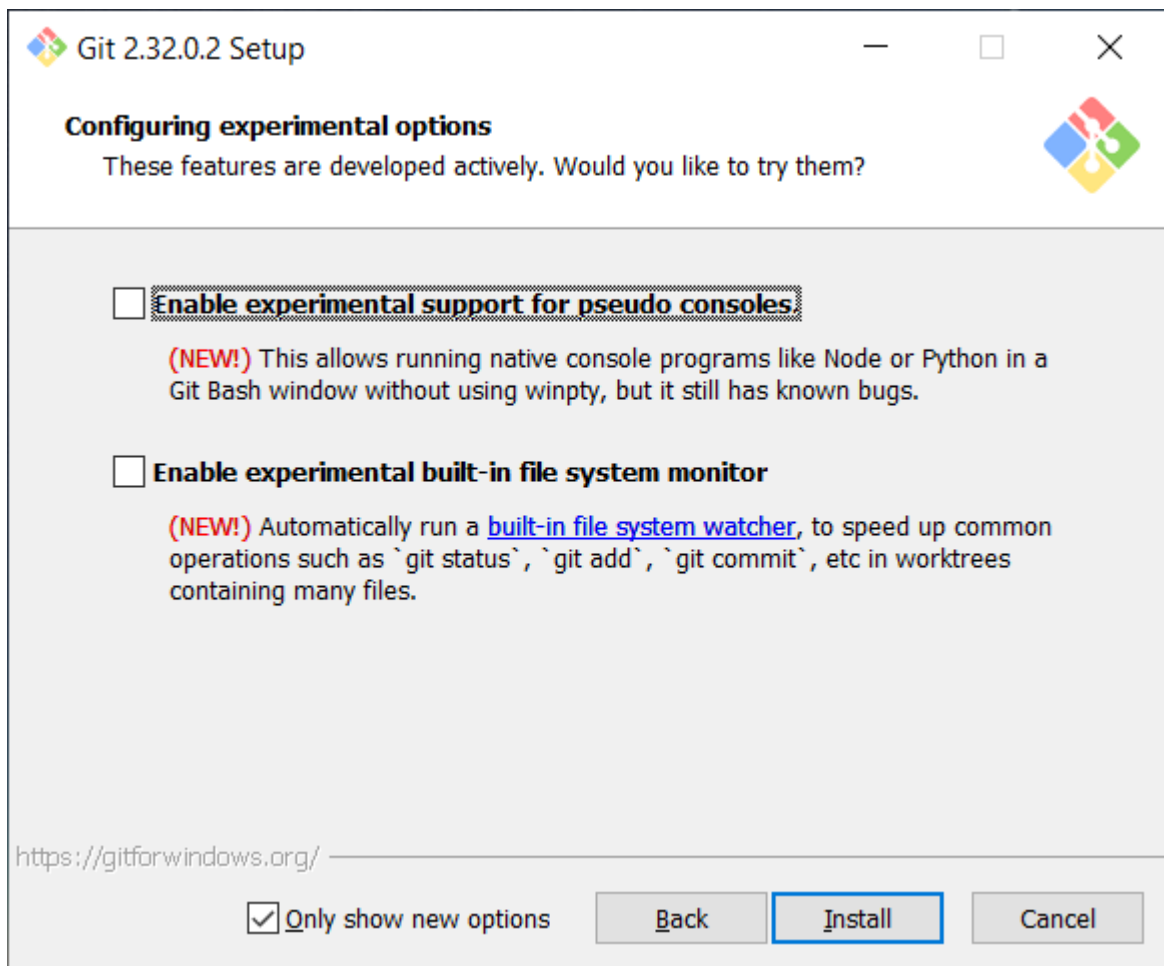 Git 2.32.0.2 Setup
Configuring experimental options
These features are developed actively. Would you like to try them?
Enable experimental support for pseudo consoles.
(NEW!) This allows running native console programs like Node or Python in a
Git Bash window without using winpty, but it still has known bugs.
Enable experimental built-in file system monitor
(NEW!) Automatically run a built-in file system watcher, to speed up common
operations such as `git status`, `git add`, `git commit`, etc in worktrees
containing many files.
https://gitforwindows.org/
Only show new options
Back
Install
Cancel